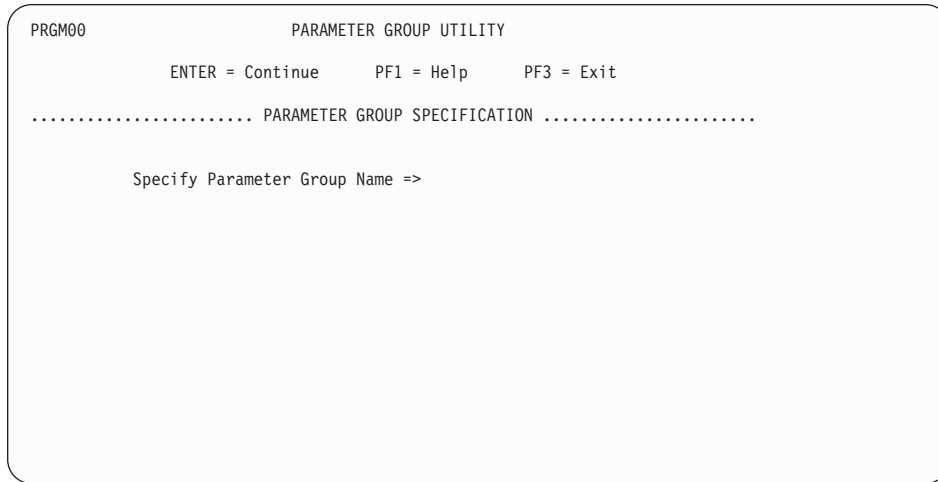 PRGM00 PARAMETER GROUP UTILITY
ENTER = Continue PF1 = Help PF3 = Exit
........................ PARAMETER GROUP SPECIFICATION .......................
Specify Parameter Group Name =>